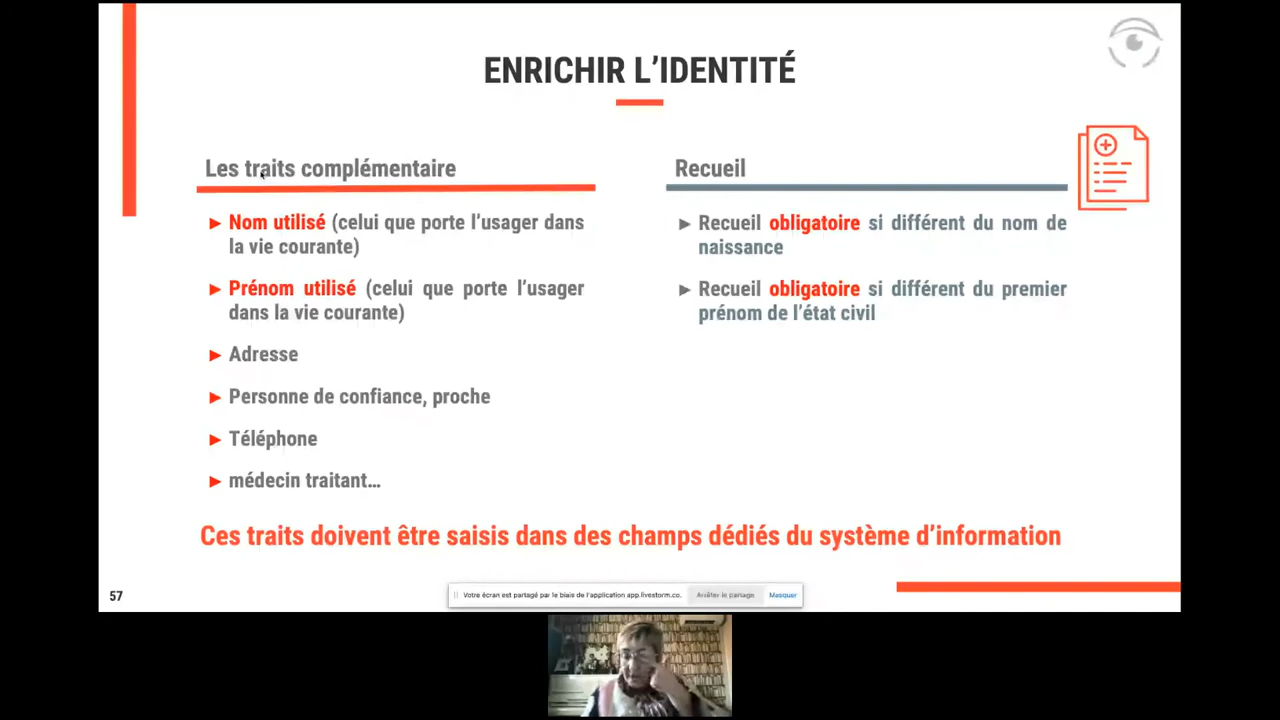 ENRICHIR L’IDENTITÉ
Les traits complémentaire
► Nom utilisé (celui que porte l’usager dans
la vie courante)
► Prénom utilisé (celui que porte l’usager
dans la vie courante)
► Adresse
► Personne de confiance, proche
► Téléphone
► médecin traitant…
Recueil
► Recueil obligatoire si différent du nom de
naissance
► Recueil obligatoire si différent du premier
prénom de l’état civil
Ces traits doivent être saisis dans des champs dédiés du système d’information
57
Votre écran est partagé par le biais de l’application app.livestorm.co.
Arrêter le partage
Masquer